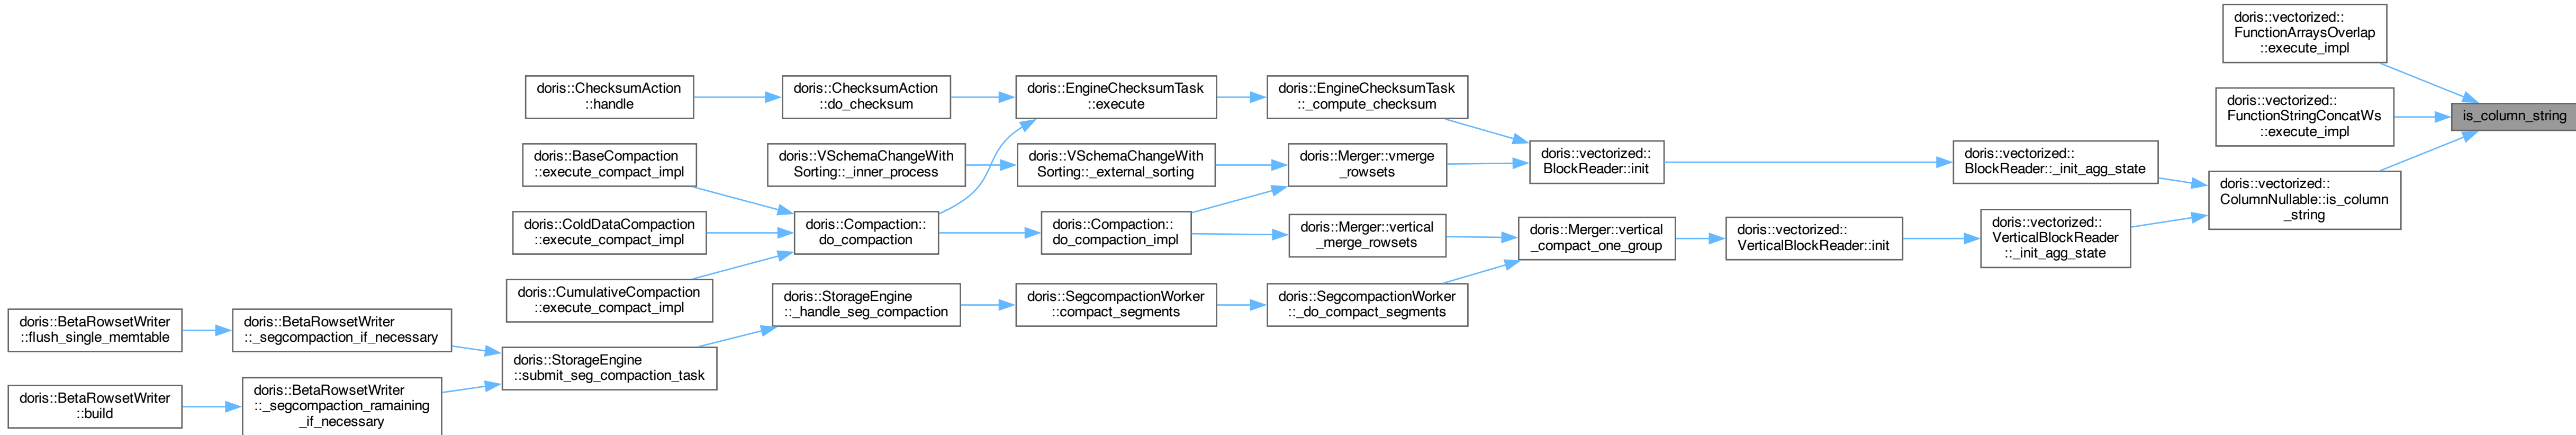 doris::vectorized::
FunctionArraysOverlap
::execute_impl
doris::ChecksumAction
::handle
doris::ChecksumAction
::do_checksum
doris::EngineChecksumTask
::execute
doris::EngineChecksumTask
::_compute_checksum
doris::vectorized::
FunctionStringConcatWs
::execute_impl
is_column_string
doris::BaseCompaction
::execute_compact_impl
doris::VSchemaChangeWith
Sorting::_inner_process
doris::VSchemaChangeWith
Sorting::_external_sorting
doris::Merger::vmerge
_rowsets
doris::vectorized::
BlockReader::init
doris::vectorized::
BlockReader::_init_agg_state
doris::vectorized::
ColumnNullable::is_column
_string
doris::ColdDataCompaction
::execute_compact_impl
doris::Compaction::
do_compaction
doris::Compaction::
do_compaction_impl
doris::Merger::vertical
_merge_rowsets
doris::Merger::vertical
_compact_one_group
doris::vectorized::
VerticalBlockReader::init
doris::vectorized::
VerticalBlockReader
::_init_agg_state
doris::CumulativeCompaction
::execute_compact_impl
doris::StorageEngine
::_handle_seg_compaction
doris::SegcompactionWorker
::compact_segments
doris::SegcompactionWorker
::_do_compact_segments
doris::BetaRowsetWriter
::flush_single_memtable
doris::BetaRowsetWriter
::_segcompaction_if_necessary
doris::StorageEngine
::submit_seg_compaction_task
doris::BetaRowsetWriter
::build
doris::BetaRowsetWriter
::_segcompaction_ramaining
_if_necessary